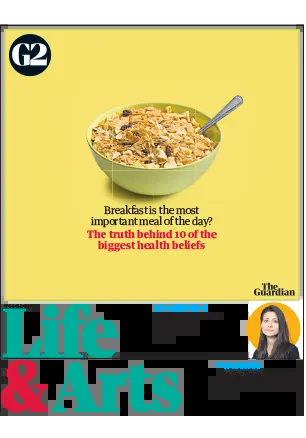 G2
Breakfast is the most
important meal of the day?
The truth behind 10 of the
biggest health beliefs
The
Guardian
Life
& Arts